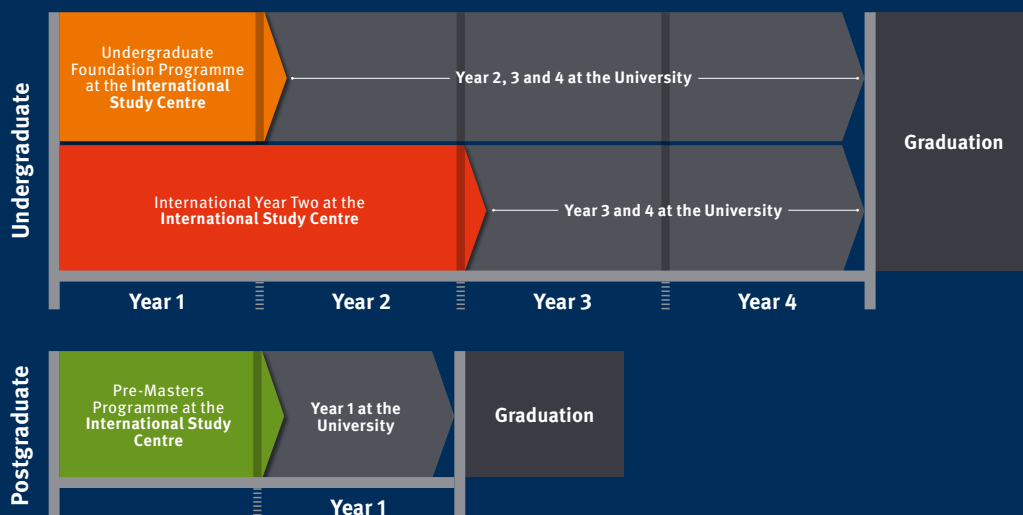 Undergraduate
Undergraduate
Foundation Programme
at the International
Study Centre
Year 2, 3 and 4 at the University
International Year Two at the
International Study Centre
Year 3 and 4 at the University
Graduation
Year 1
Year 2
Year 3
Year 4
Postgraduate
Pre-Masters
Programme at the
International Study
Centre
Year 1 at the
University
Graduation
Year 1